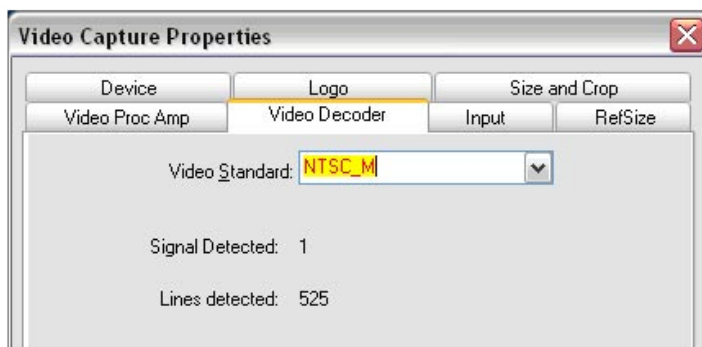 Video Capture Properties
Device Logo Size and Crop
Video Proc Amp Video Decoder Input RefSize
Video Standard: NTSC_M
Signal Detected: 1
Lines detected: 525